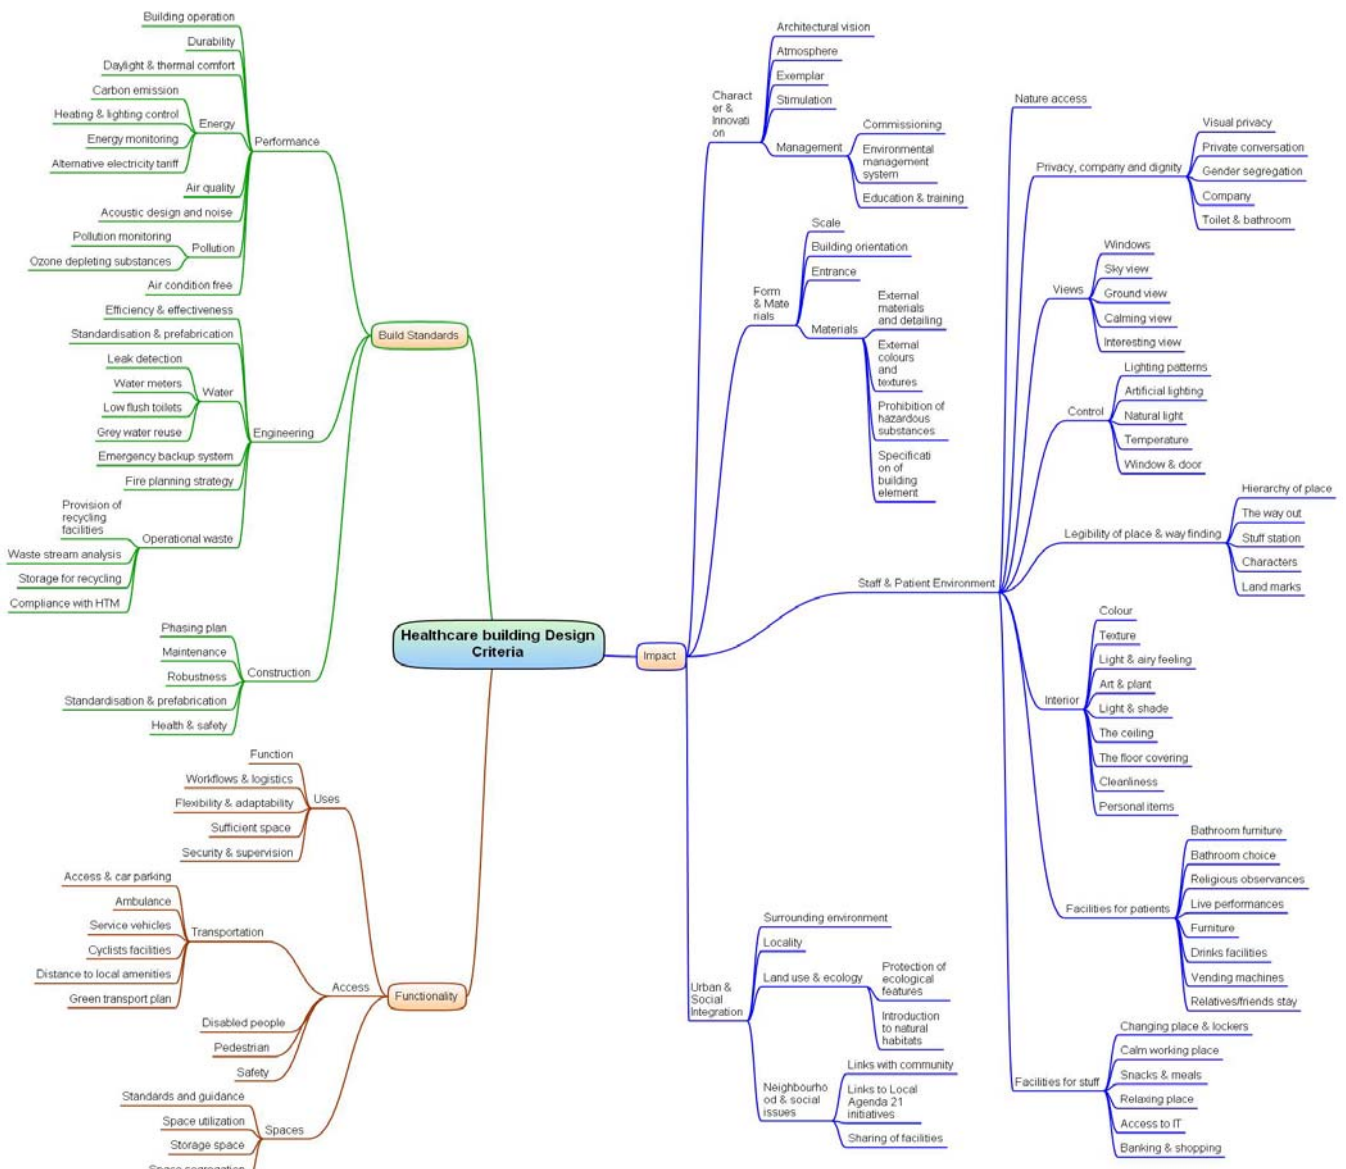 Building operation
Durability
Daylight & thermal comfort
Carbon emission
Heating & lighting control
Energy
Energy monitoring
Alternative electricity tariff
Performance
Air quality
Acoustic design and noise
Pollution monitoring
Pollution
Ozone depleting substances
Air condition free
Efficiency & effectiveness
Standardisation & prefabrication
Leak detection
Water meters
Water
Low flush toilets
Grey water reuse
Engineering
Emergency backup system
Fire planning strategy
Provision of
recycling
facilities
Operational waste
Waste stream analysis
Storage for recycling
Compliance with HTM
Build Standards
Phasing plan
Maintenance
Robustness
Construction
Standardisation & prefabrication
Health & safety
Healthcare building Design
Criteria
Function
Workflows & logistics
Uses
Flexibility & adaptability
Sufficient space
Security & supervision
Access & car parking
Ambulance
Service vehicles
Transportation
Cyclists facilities
Distance to local amenities
Green transport plan
Access
Functionality
Disabled people
Pedestrian
Safety
Standards and guidance
Space utilization
Spaces
Storage space
Space segregation
Impact
Architectural vision
Atmosphere
Exemplar
Stimulation
Charact
er &
Innovati
on
Management
Commissioning
Environmental
management
system
Education & training
Scale
Building orientation
Entrance
Form
& Mate
rials
Materials
External
materials
and detailing
External
colours
and
textures
Prohibition of
hazardous
substances
Specificati
on of
building
element
Staff & Patient Environment
Nature access
Privacy, company and dignity
Visual privacy
Private conversation
Gender segregation
Company
Toilet & bathroom
Views
Windows
Sky view
Ground view
Calming view
Interesting view
Control
Lighting patterns
Artificial lighting
Natural light
Temperature
Window & door
Legibility of place & way finding
Hierarchy of place
The way out
Stuff station
Characters
Land marks
Interior
Colour
Texture
Light & airy feeling
Art & plant
Light & shade
The ceiling
The floor covering
Cleanliness
Personal items
Facilities for patients
Bathroom furniture
Bathroom choice
Religious observances
Live performances
Furniture
Drinks facilities
Vending machines
Relatives/friends stay
Facilities for stuff
Changing place & lockers
Calm working place
Snacks & meals
Relaxing place
Access to IT
Banking & shopping
Urban &
Social
Integration
Surrounding environment
Locality
Land use & ecology
Protection of
ecological
features
Introduction
to natural
habitats
Neighbourho
od & social
issues
Links with community
Links to Local
Agenda 21
initiatives
Sharing of facilities